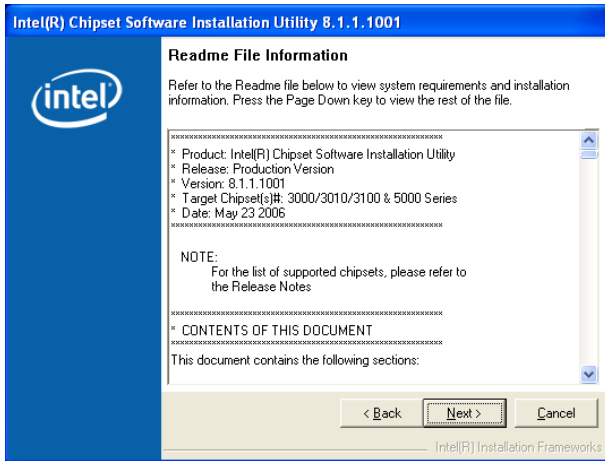 Intel(R) Chipset Software Installation Utility 8.1.1.1001
intel
Readme File Information
Refer to the Readme file below to view system requirements and installation
information. Press the Page Down key to view the rest of the file.
************************************************************
* Product: Intel(R) Chipset Software Installation Utility
* Release: Production Version
* Version: 8.1.1.1001
* Target Chipset(s)#: 3000/3010/3100 & 5000 Series
* Date: May 23 2006
************************************************************
NOTE:
For the list of supported chipsets, please refer to
the Release Notes
************************************************************
* CONTENTS OF THIS DOCUMENT
************************************************************
This document contains the following sections:
< Back
Next >
Cancel
Intel(R) Installation Frameworks